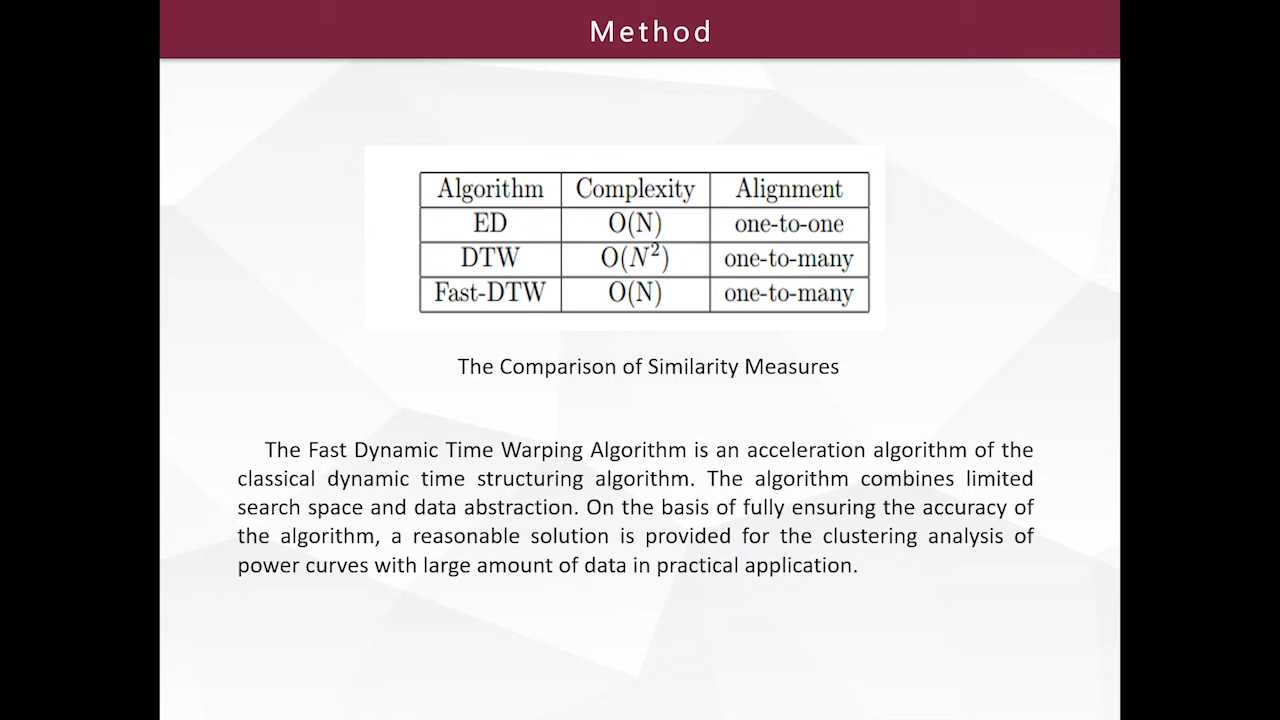 Method
Algorithm Complexity Alignment
ED O(N) one-to-one
DTW O(N²) one-to-many
Fast-DTW O(N) one-to-many
The Comparison of Similarity Measures
The Fast Dynamic Time Warping Algorithm is an acceleration algorithm of the
classical dynamic time structuring algorithm. The algorithm combines limited
search space and data abstraction. On the basis of fully ensuring the accuracy of
the algorithm, a reasonable solution is provided for the clustering analysis of
power curves with large amount of data in practical application.